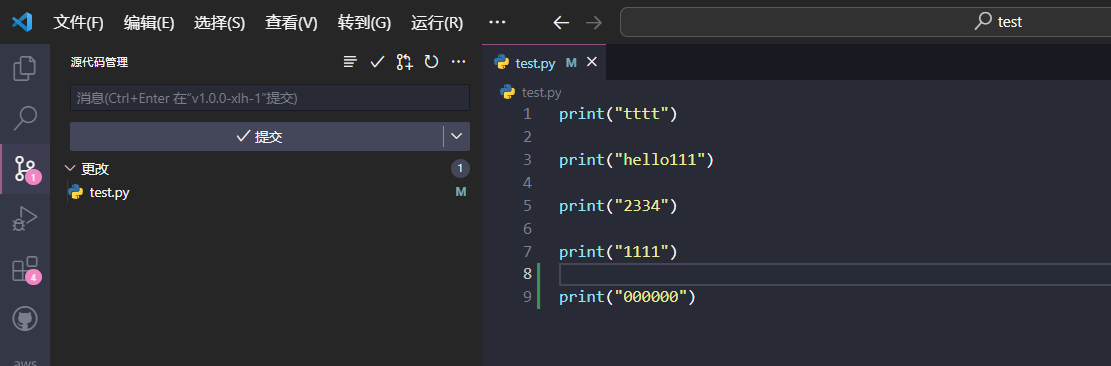 文件(F) 编辑(E) 选择(S) 查看(V) 转到(G) 运行(R) ··· test
源代码管理
消息(Ctrl+Enter 在“v1.0.0-xlh-1”提交)
提交
更改 1
test.py M
1
4
aws
test.py M
test.py
1 print("tttt")
2
3 print("hello111")
4
5 print("2334")
6
7 print("1111")
8
9 print("000000")